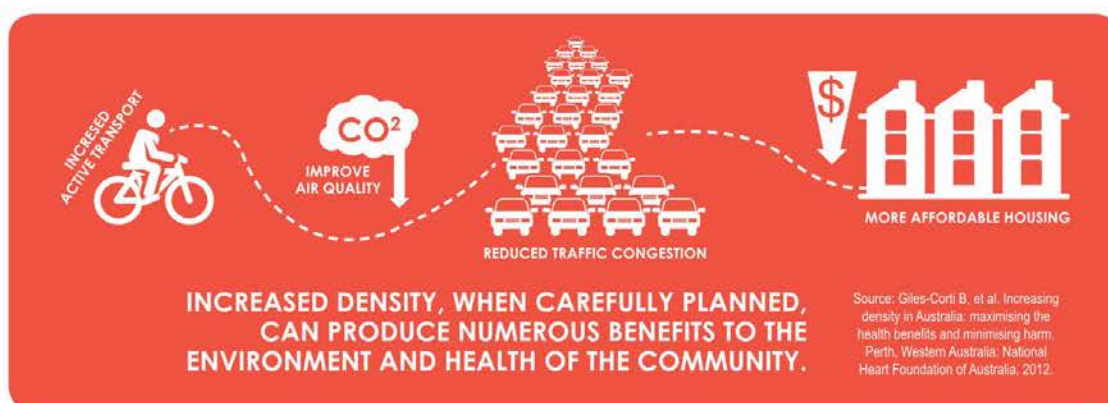 INCRESED
ACTIVE TRANSPORT
CO²
IMPROVE
AIR QUALITY
REDUCED TRAFFIC CONGESTION
$
MORE AFFORDABLE HOUSING
INCREASED DENSITY, WHEN CAREFULLY PLANNED,
CAN PRODUCE NUMEROUS BENEFITS TO THE
ENVIRONMENT AND HEALTH OF THE COMMUNITY.
Source: Giles-Corti B, et al. Increasing
density in Australia: maximising the
health benefits and minimising harm.
Perth, Western Australia: National
Heart Foundation of Australia, 2012.